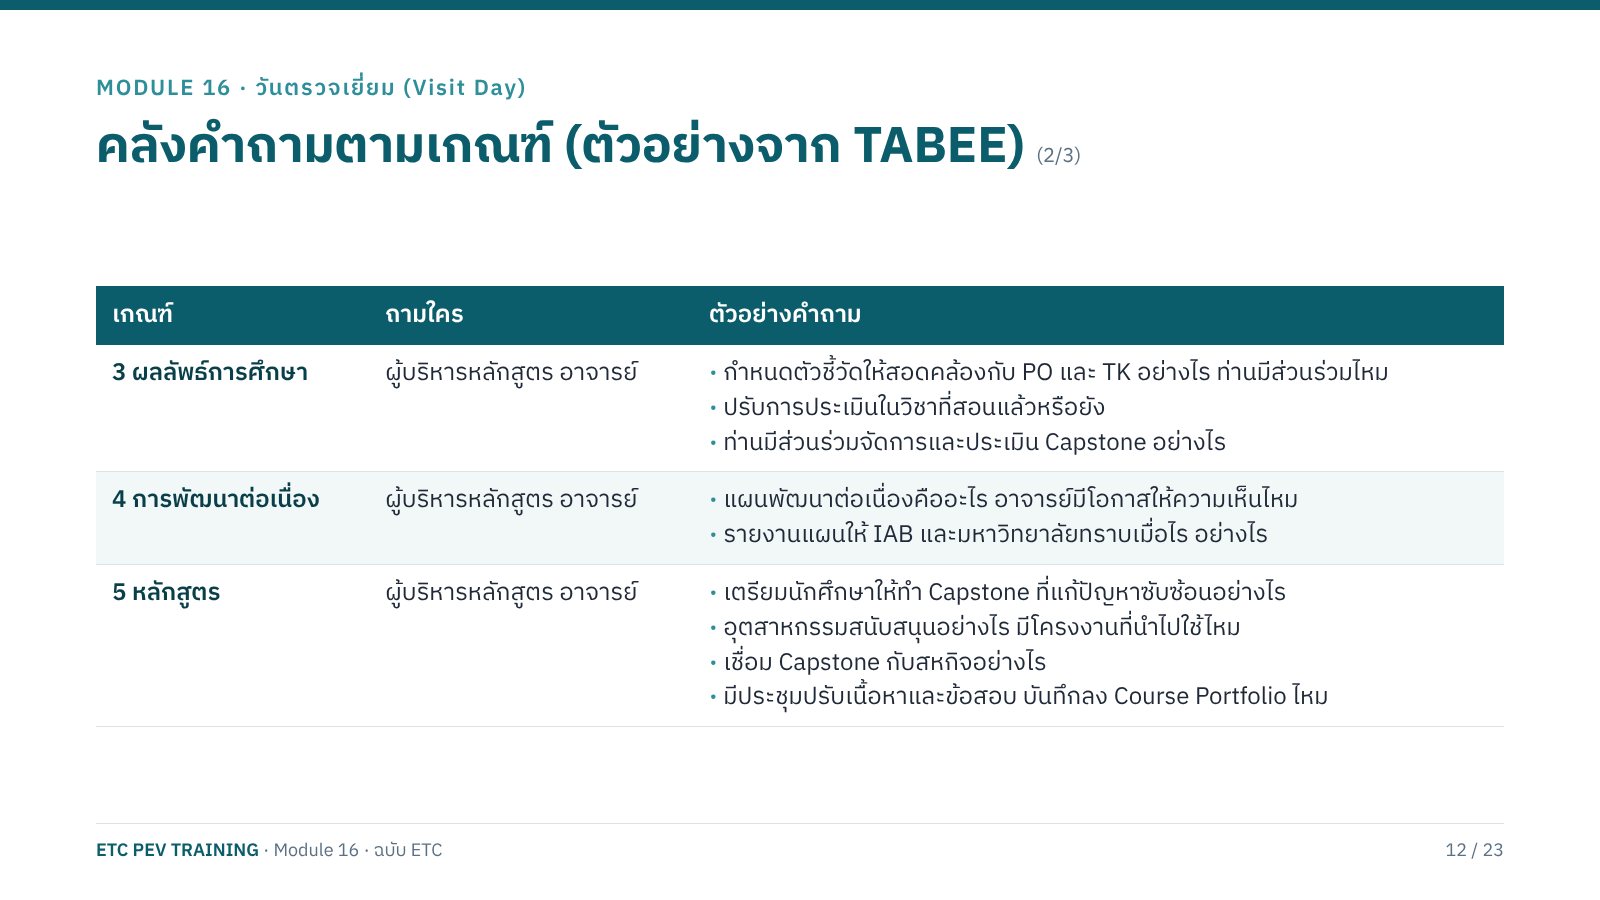 MODULE 16 · วันตรวจเยี่ยม (Visit Day)
คลังคำถามตามเกณฑ์ (ตัวอย่างจาก TABEE) (2/3)
เกณฑ์ ถามใคร ตัวอย่างคำถาม
3 ผลลัพธ์การศึกษา ผู้บริหารหลักสูตร อาจารย์ • กำหนดตัวชี้วัดให้สอดคล้องกับ PO และ TK อย่างไร ท่านมีส่วนร่วมไหม
• ปรับการประเมินในวิชาที่สอนแล้วหรือยัง
• ท่านมีส่วนร่วมจัดการและประเมิน Capstone อย่างไร
4 การพัฒนาต่อเนื่อง ผู้บริหารหลักสูตร อาจารย์ • แผนพัฒนาต่อเนื่องคืออะไร อาจารย์มีโอกาสให้ความเห็นไหม
• รายงานแผนให้ IAB และมหาวิทยาลัยทราบเมื่อไร อย่างไร
5 หลักสูตร ผู้บริหารหลักสูตร อาจารย์ • เตรียมนักศึกษาให้ทำ Capstone ที่แก้ปัญหาซับซ้อนอย่างไร
• อุตสาหกรรมสนับสนุนอย่างไร มีโครงงานที่นำไปใช้ไหม
• เชื่อม Capstone กับสหกิจอย่างไร
• มีประชุมปรับเนื้อหาและข้อสอบ บันทึกลง Course Portfolio ไหม
ETC PEV TRAINING · Module 16 · ฉบับ ETC 12 / 23